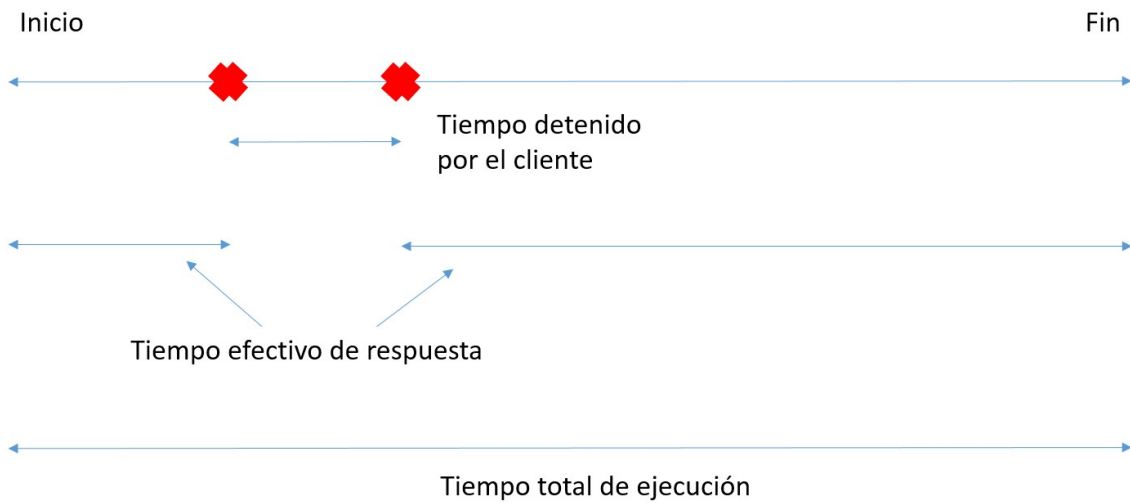 Inicio
Fin
Tiempo detenido
por el cliente
Tiempo efectivo de respuesta
Tiempo total de ejecución